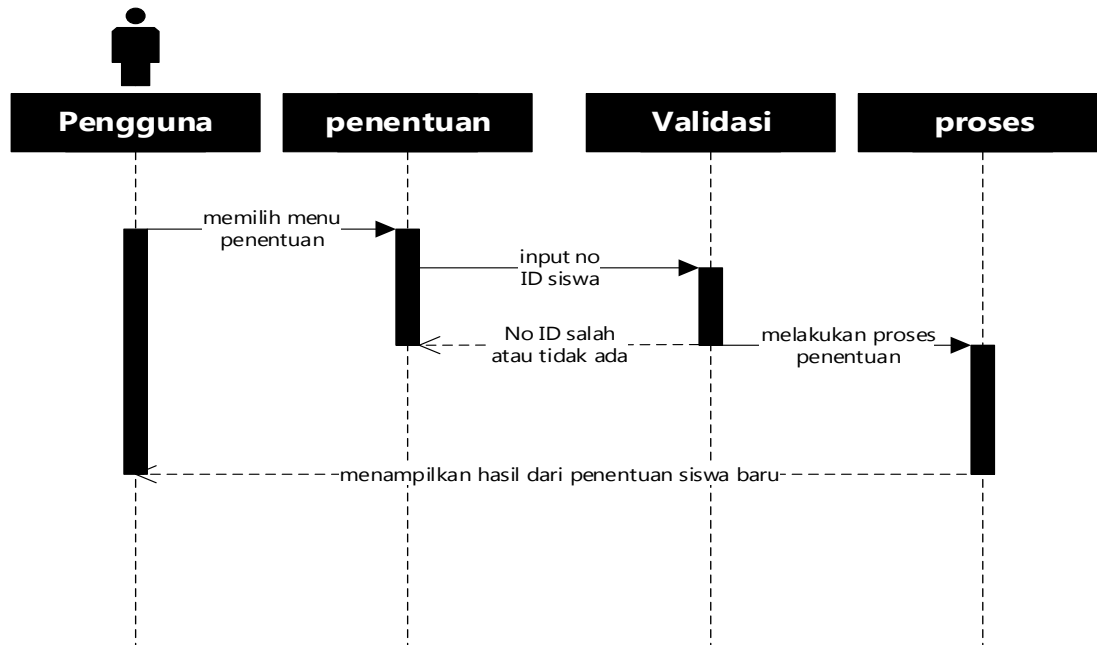 Pengguna
penentuan
Validasi
proses
memilih menu
penentuan
input no
ID siswa
No ID salah
atau tidak ada
melakukan proses
penentuan
menampilkan hasil dari penentuan siswa baru